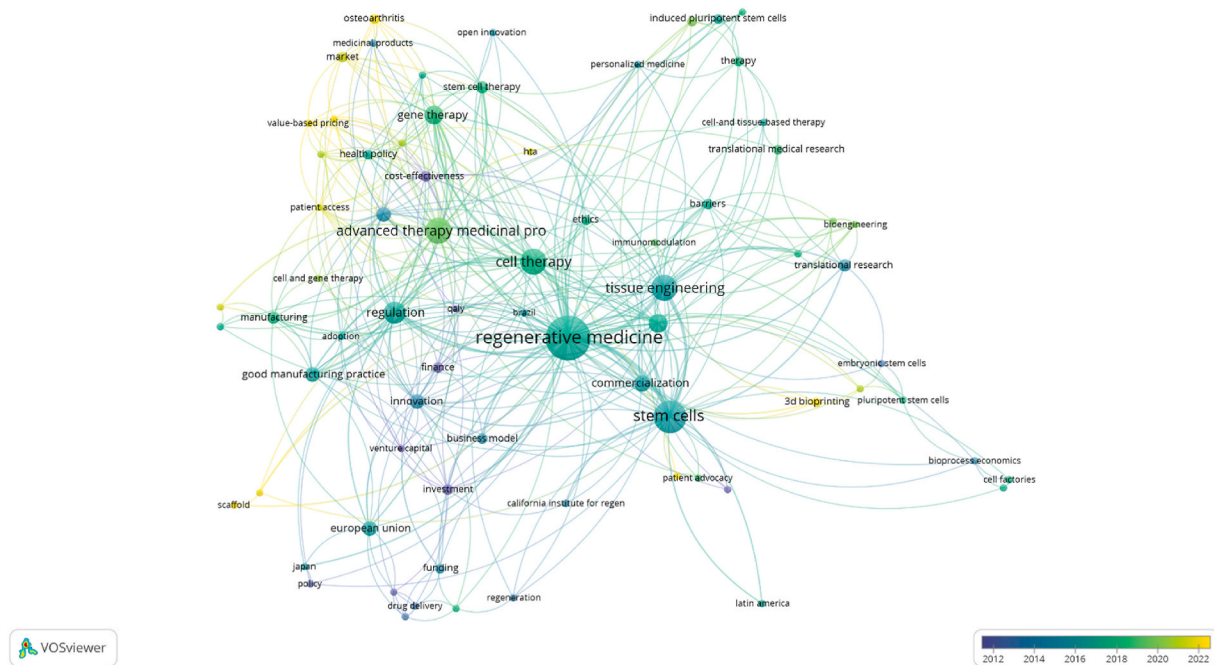 osteoarthritis
induced pluripotent stem cells
open innovation
medicinal products
market
therapy
personalized medicine
stem cell therapy
gene therapy
value-based pricing
cell-and tissue-based therapy
translational medical research
hta
health policy
cost-effectiveness
patient access
barriers
ethics
bioengineering
advanced therapy medicinal pro
immunomodulation
cell therapy
translational research
cell and gene therapy
tissue engineering
qaly
regulation
brazil
manufacturing
adoption
regenerative medicine
embryonic stem cells
finance
good manufacturing practice
commercialization
innovation
3d bioprinting
pluripotent stem cells
stem cells
business model
venture capital
bioprocess economics
patient advocacy
cell factories
investment
california institute for regen
scaffold
european union
japan
funding
policy
regeneration
latin america
drug delivery
VOSviewer
2012 2014 2016 2018 2020 2022